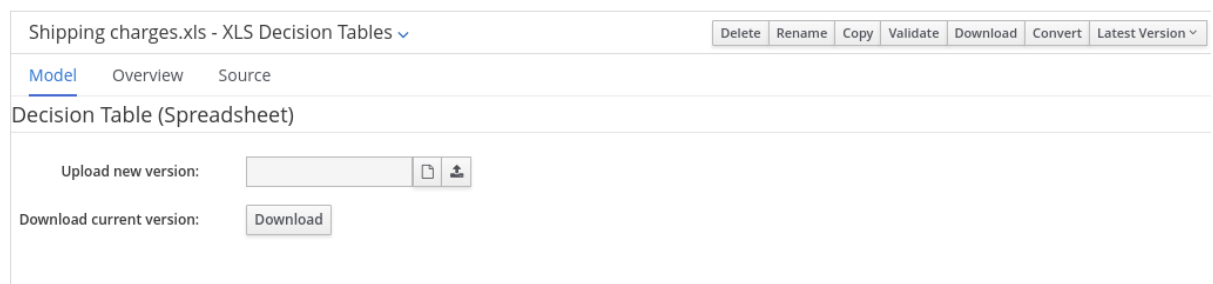 Shipping charges.xls - XLS Decision Tables
Delete Rename Copy Validate Download Convert Latest Version
Model Overview Source
Decision Table (Spreadsheet)
Upload new version:
Download current version: Download